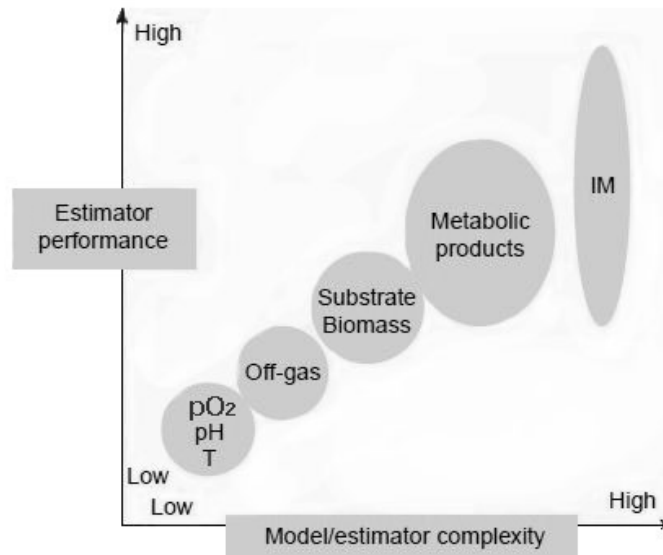 High
IM
Estimator
performance
Metabolic
products
Substrate
Biomass
Off-gas
pO₂
pH
T
Low
Low
High
Model/estimator complexity